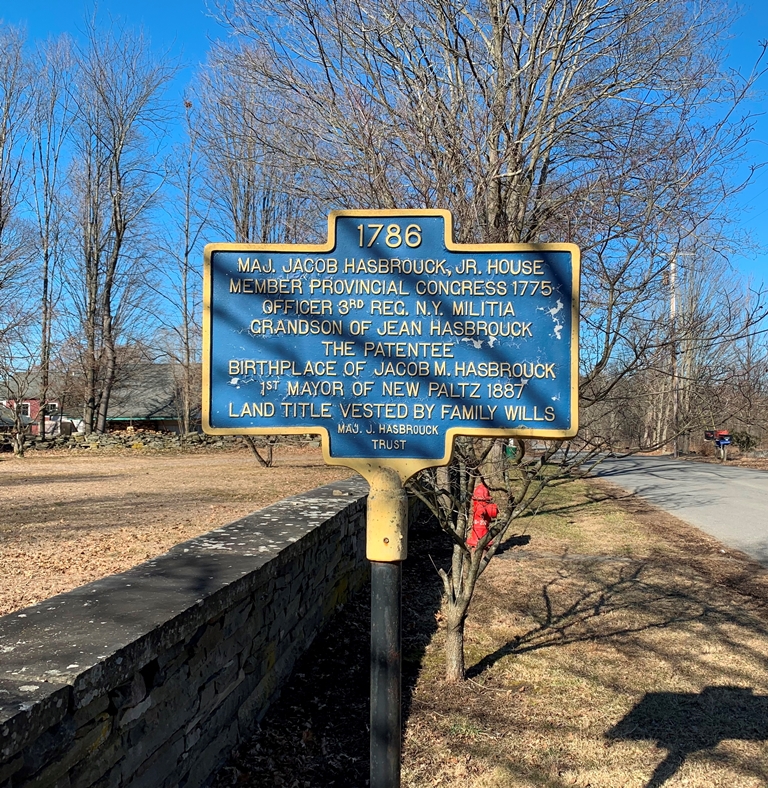 1786
MAJ. JACOB HASBROUCK, JR. HOUSE
MEMBER PROVINCIAL CONGRESS 1775
OFFICER 3RD REG. N.Y. MILITIA
GRANDSON OF JEAN HASBROUCK
THE PATENTEE
BIRTHPLACE OF JACOB M. HASBROUCK
1ST MAYOR OF NEW PALTZ 1887
LAND TITLE VESTED BY FAMILY WILLS
MAJ. J. HASBROUCK
TRUST